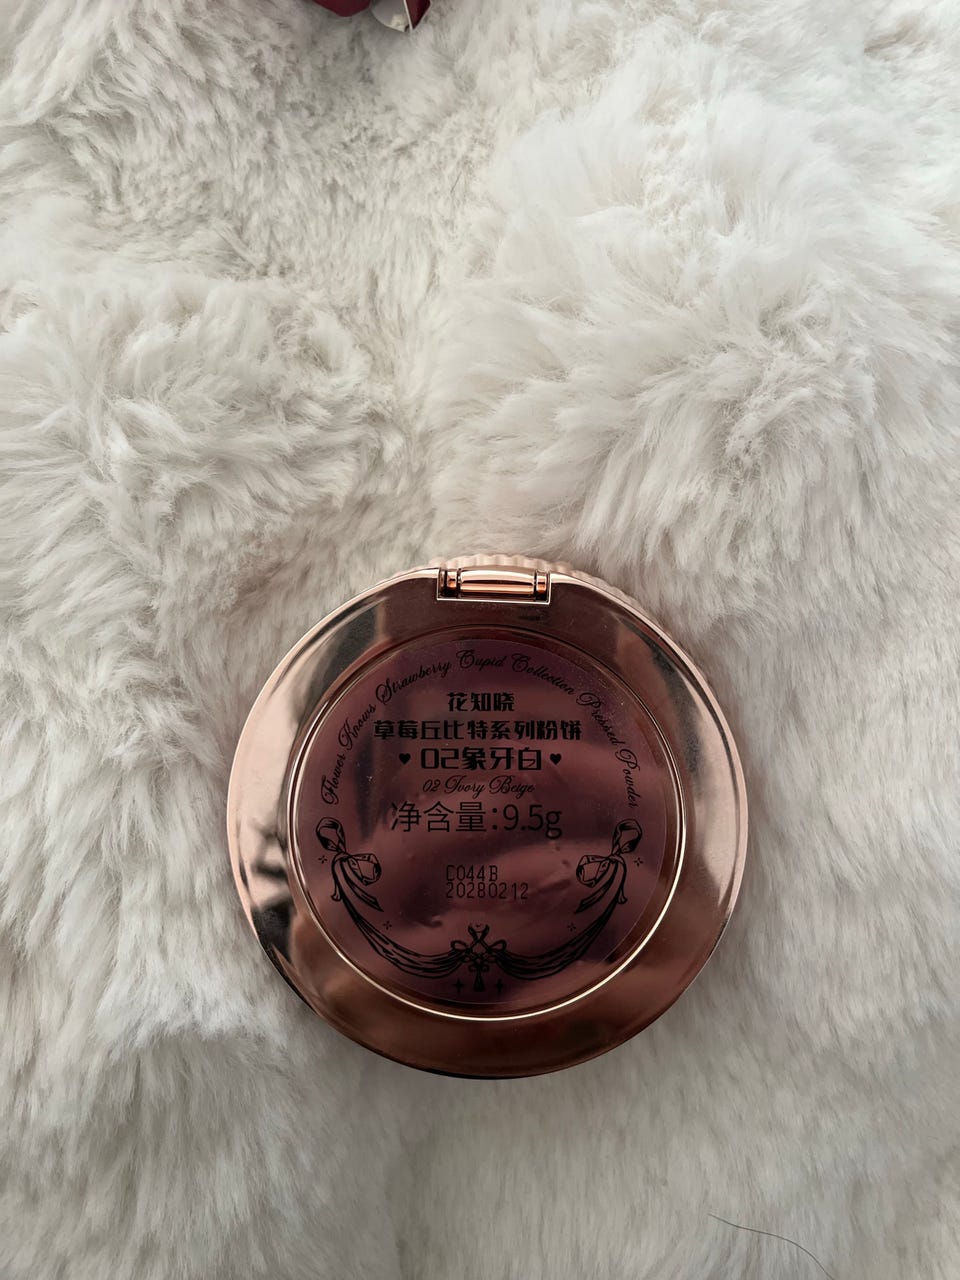 Flower Knows Strawberry Cupid Collection Pressed Powder
花知晓
草莓丘比特系列粉饼
♥02象牙白♥
02 Ivory Beige
净含量:9.5g
C044B
20280212